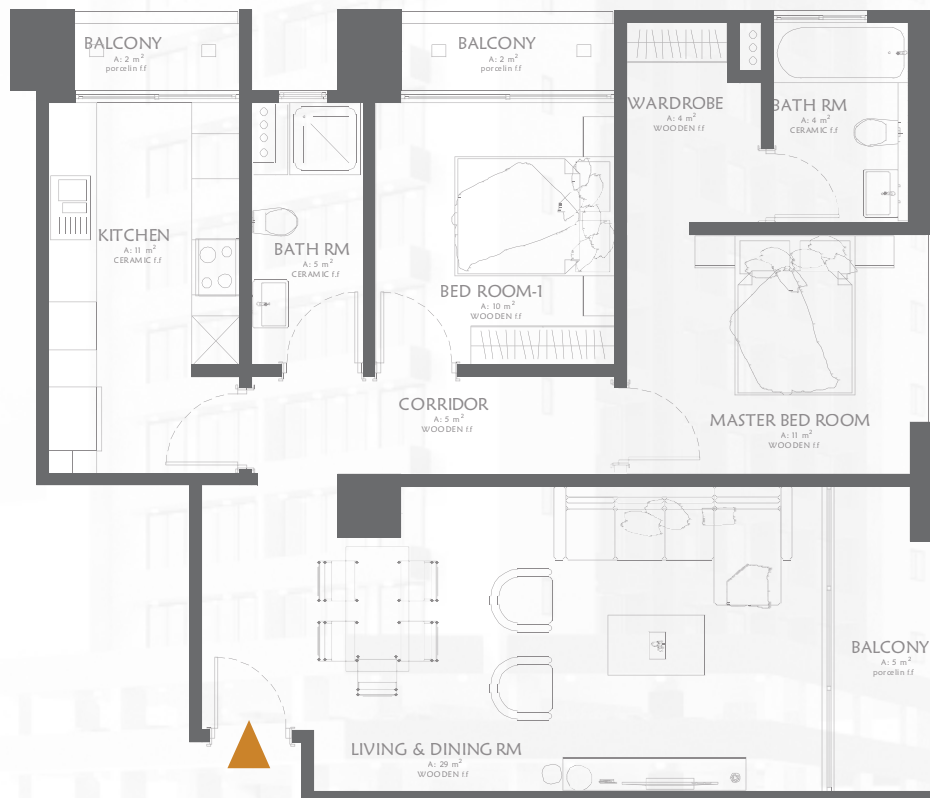 BALCONY
A: 2 m²
porcelin f.f
BALCONY
A: 2 m²
porcelin f.f
WARDROBE
A: 4 m²
WOODEN f.f
BATH RM
A: 4 m²
CERAMIC f.f
KITCHEN
A: 11 m²
CERAMIC f.f
BATH RM
A: 5 m²
CERAMIC f.f
BED ROOM-1
A: 10 m²
WOODEN f.f
CORRIDOR
A: 5 m²
WOODEN f.f
MASTER BED ROOM
A: 11 m²
WOODEN f.f
BALCONY
A: 5 m²
porcelin f.f
LIVING & DINING RM
A: 29 m²
WOODEN f.f